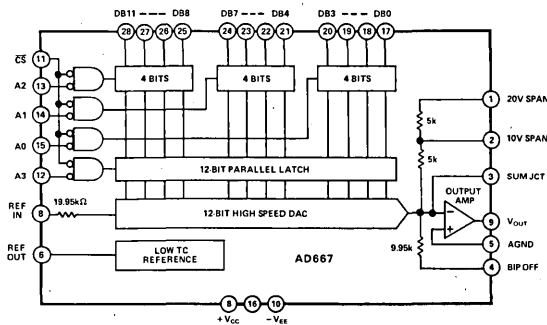 DB11 DB8 DB7 DB4 DB3 DB0
28 27 26 25 24 23 22 21 20 19 18 17
CS 11
A2 13
A1 14
A0 15
A3 12
4 BITS 4 BITS 4 BITS
12-BIT PARALLEL LATCH
12-BIT HIGH SPEED DAC
REF IN 8 19.95kΩ
REF OUT 6
LOW TC
REFERENCE
AD667
5k
5k
9.95k
OUTPUT
AMP
1 20V SPAN
2 10V SPAN
3 SUM JCT
9 VOUT
5 AGND
4 BIP OFF
8 16 10
+VCC -VEE